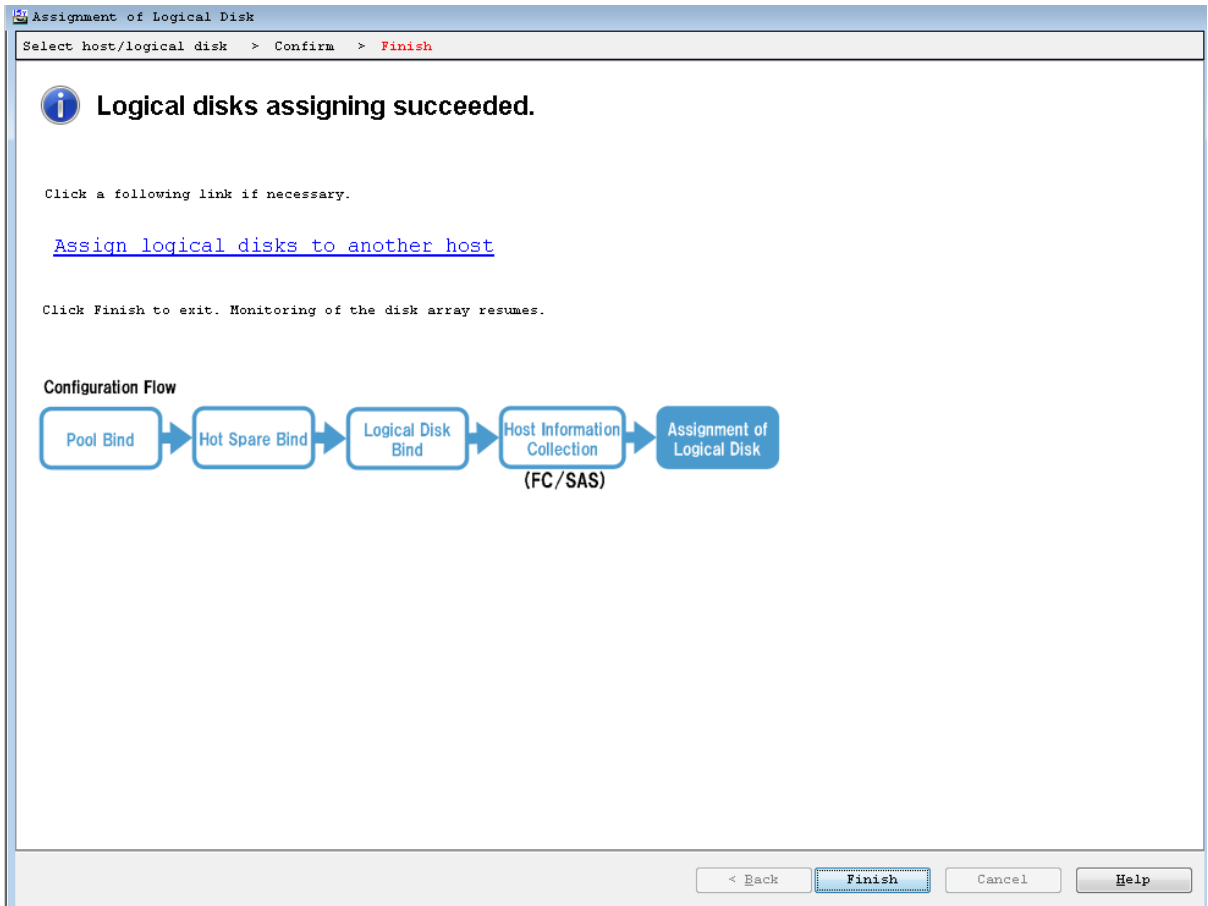 Assignment of Logical Disk
Select host/logical disk > Confirm > Finish
Logical disks assigning succeeded.
Click a following link if necessary.
Assign logical disks to another host
Click Finish to exit. Monitoring of the disk array resumes.
Configuration Flow
Pool Bind
Hot Spare Bind
Logical Disk
Bind
Host Information
Collection
(FC/SAS)
Assignment of
Logical Disk
< Back
Finish
Cancel
Help